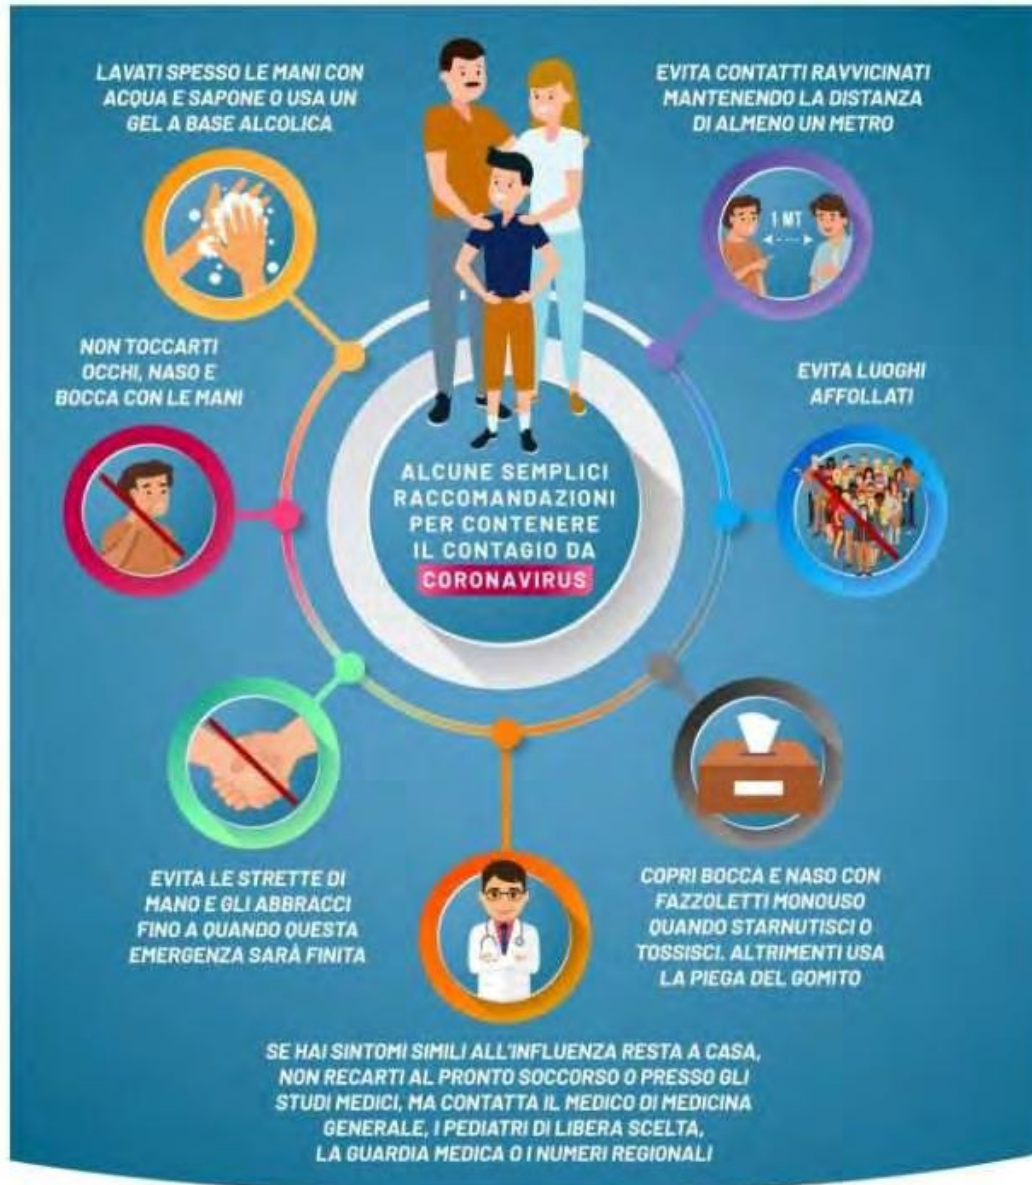 LAVATI SPESSO LE MANI CON
ACQUA E SAPONE O USA UN
GEL A BASE ALCOLICA
EVITA CONTATTI RAVVICINATI
MANTENENDO LA DISTANZA
DI ALMENO UN METRO
1 MT
NON TOCCARTI
OCCHI, NASO E
BOCCA CON LE MANI
EVITA LUOGHI
AFFOLLATI
ALCUNE SEMPLICI
RACCOMANDAZIONI
PER CONTENERE
IL CONTAGIO DA
CORONAVIRUS
EVITA LE STRETTE DI
MANO E GLI ABBRACCI
FINO A QUANDO QUESTA
EMERGENZA SARÀ FINITA
COPRI BOCCA E NASO CON
FAZZOLETTI MONOUSO
QUANDO STARNUTISCI O
TOSSISCI. ALTRIMENTI USA
LA PIEGA DEL GOMITO
SE HAI SINTOMI SIMILI ALL'INFLUENZA RESTA A CASA,
NON RECARTI AL PRONTO SOCCORSO O PRESSO GLI
STUDI MEDICI, MA CONTATTA IL MEDICO DI MEDICINA
GENERALE, I PEDIATRI DI LIBERA SCELTA,
LA GUARDIA MEDICA O I NUMERI REGIONALI